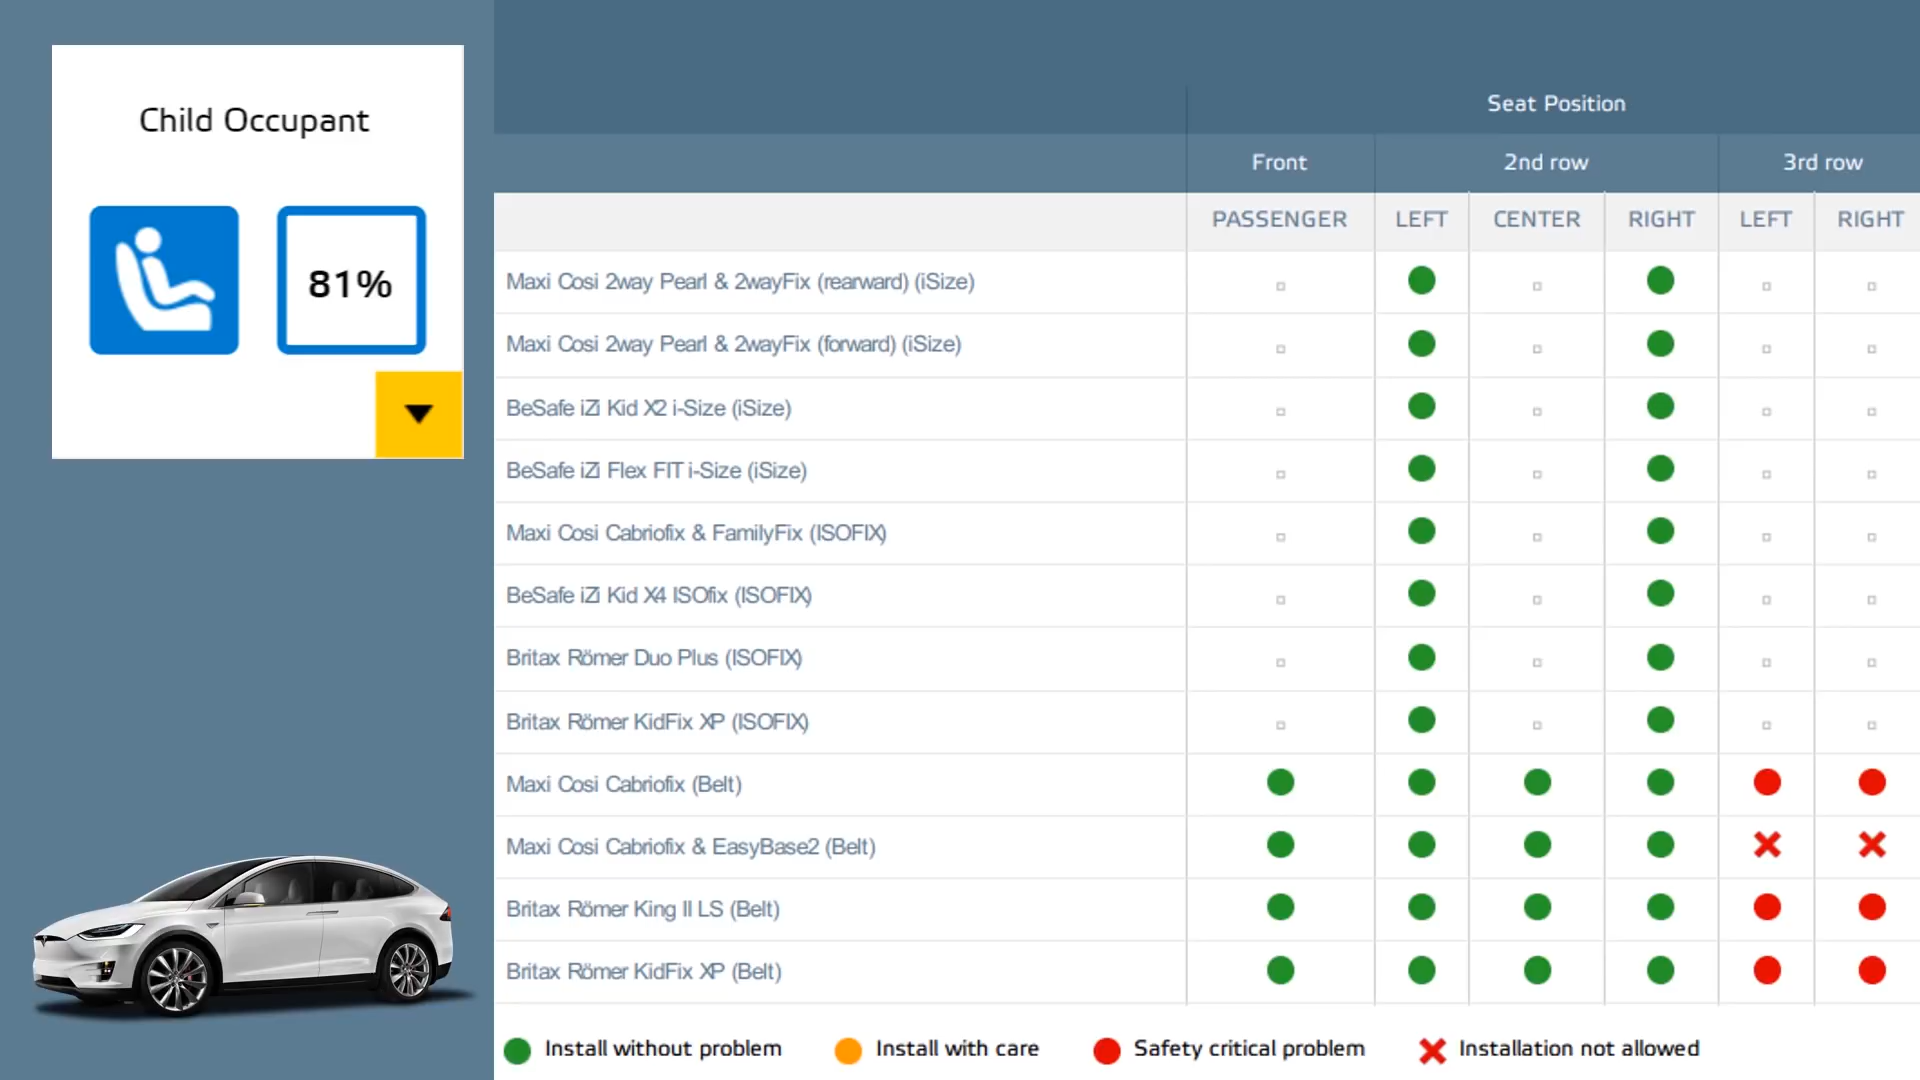 Child Occupant
81%
Seat Position
Front 2nd row 3rd row
PASSENGER LEFT CENTER RIGHT LEFT RIGHT
Maxi Cosi 2way Pearl & 2wayFix (rearward) (iSize)
Maxi Cosi 2way Pearl & 2wayFix (forward) (iSize)
BeSafe iZi Kid X2 i-Size (iSize)
BeSafe iZi Flex FIT i-Size (iSize)
Maxi Cosi Cabriofix & FamilyFix (ISOFIX)
BeSafe iZi Kid X4 ISOfix (ISOFIX)
Britax Römer Duo Plus (ISOFIX)
Britax Römer KidFix XP (ISOFIX)
Maxi Cosi Cabriofix (Belt)
Maxi Cosi Cabriofix & EasyBase2 (Belt)
Britax Römer King II LS (Belt)
Britax Römer KidFix XP (Belt)
Install without problem Install with care Safety critical problem Installation not allowed